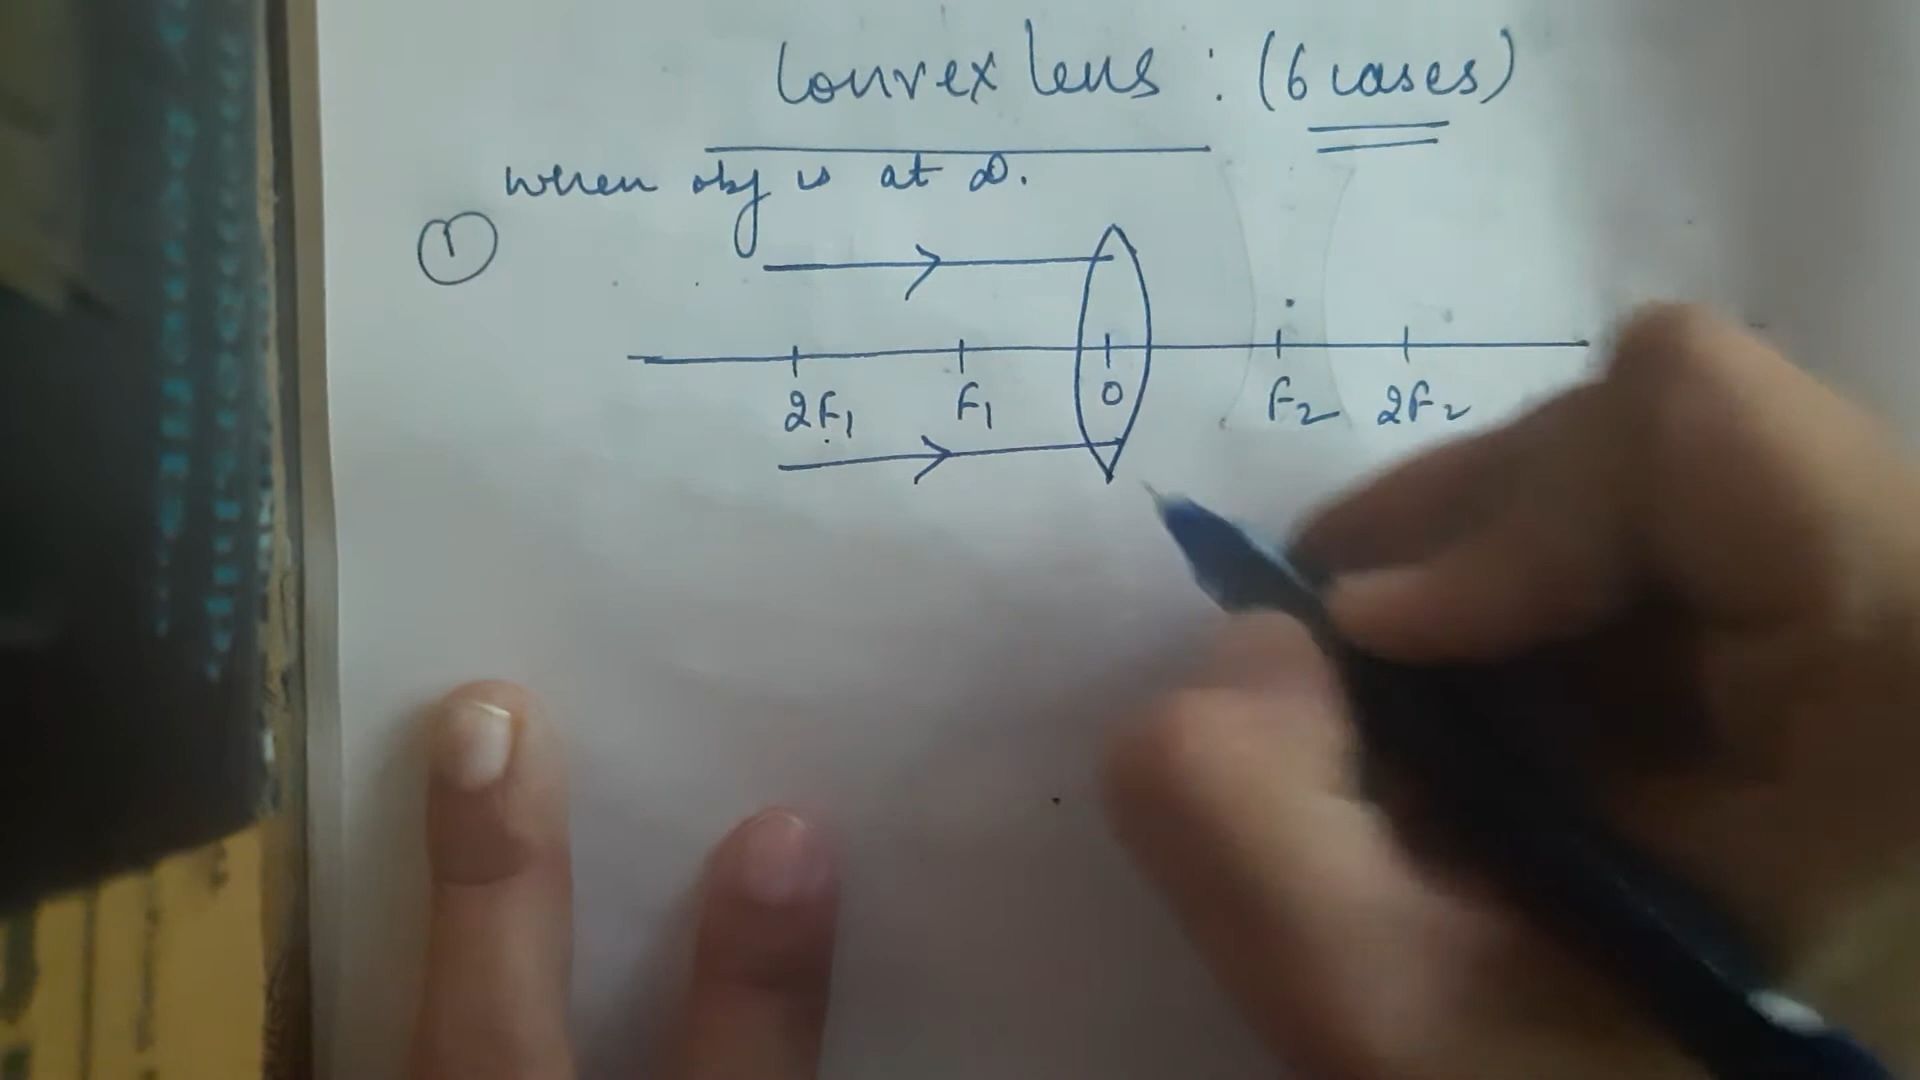 Convex lens : (6 cases)
when obj is at ∞.
1
2F1 F1 O F2 2F2